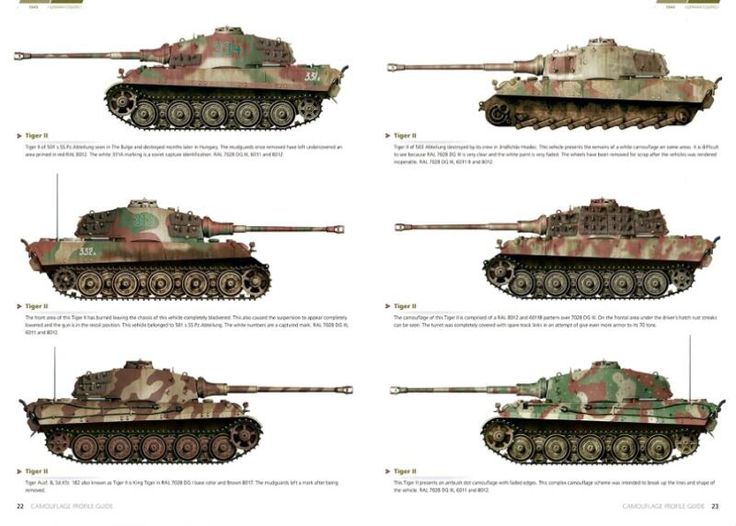 1945
1944
331A
Tiger II
Tiger II of 501 s.SS.Pz.Abteilung seen in The Bulge and destroyed months later in Hungary. The mudguards once removed have left undiscovered an
area primed in red RAL 8012. The white 331A marking is a soviet capture identification. RAL 7028 DG III, 6011 and 8012
Tiger II
Tiger II of 503 Abteilung destroyed by its crew in This vehicle presents the remains of a white camouflage on some areas. It is difficult
to see because RAL 7028 DG III is very clear and the white paint is very faded. The wheels have been removed for scrap after the vehicles was rendered
inoperable. RAL 7028 DG III, 6011 and 8012
332
Tiger II
The front area of this Tiger II has burned leaving the chassis of this vehicle completely blackened. This also caused the suspension to appear completely
lowered and the gun is in the recoil position. This vehicle belonged to 501 s.SS.Pz.Abteilung. The white numbers are a captured mark. RAL 7028 DG III,
6011 and 8012
Tiger II
The camouflage of this Tiger II is comprised of a RAL 8012 and 6011B pattern over 7028 DG III. On the frontal area under the driver's hatch rust streaks
can be seen. The turret was completely covered with spare track links in an attempt of give even more armor to its 70 tons.
Tiger II
Tiger Ausf. B, Sd.Kfz. 182 also known as Tiger II is King Tiger in RAL 7028 DG I base color and Brown 8017. The mudguards left a mark after being
removed.
Tiger II
This Tiger II presents an airbrush dot camouflage with faded edges. This complex camouflage scheme was intended to break up the lines and shape of
the vehicle. RAL 7028 DG III, 6011 and 8012.
22 CAMOUFLAGE PROFILE GUIDE
CAMOUFLAGE PROFILE GUIDE 23